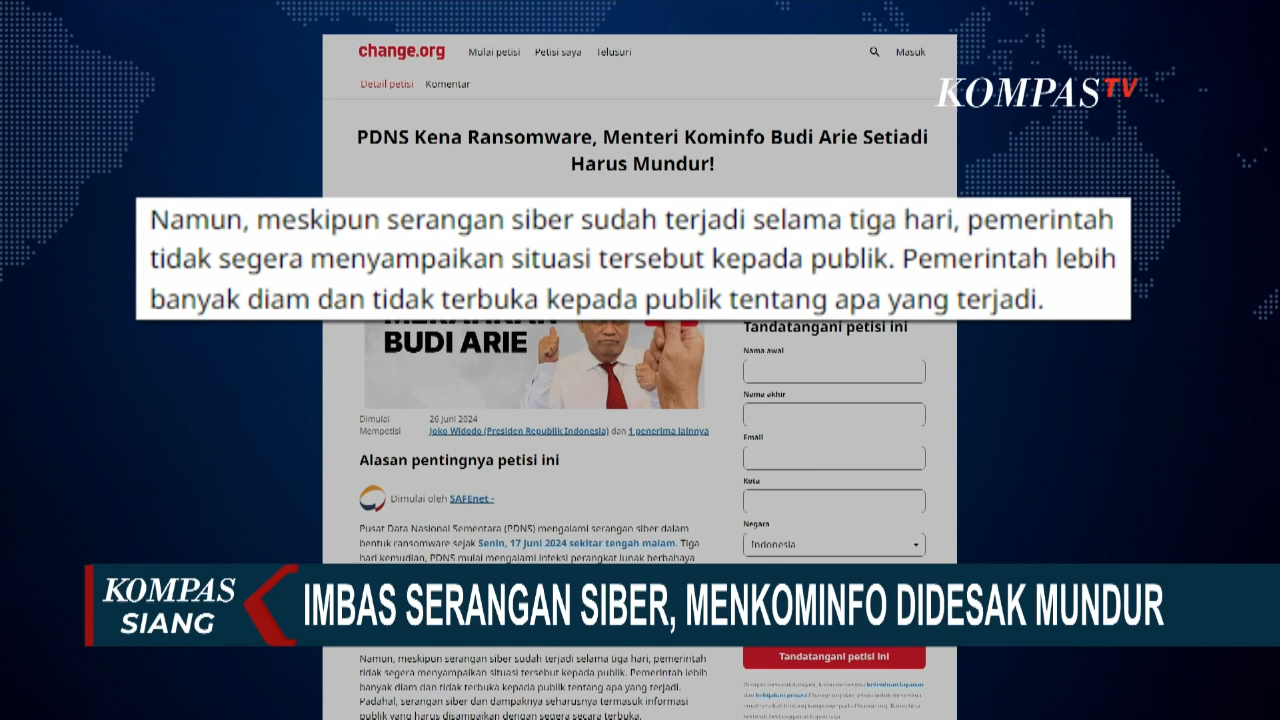 change.org Mulai petisi Petisi saya Telusuri Masuk
Detail petisi Komentar
KOMPAS TV
PDNS Kena Ransomware, Menteri Kominfo Budi Arie Setiadi
Harus Mundur!
Namun, meskipun serangan siber sudah terjadi selama tiga hari, pemerintah
tidak segera menyampaikan situasi tersebut kepada publik. Pemerintah lebih
banyak diam dan tidak terbuka kepada publik tentang apa yang terjadi.
BUDI ARIE
Dimulai 26 Juni 2024
Mempetisi Joko Widodo (Presiden Republik Indonesia) dan 1 penerima lainnya
Alasan pentingnya petisi ini
Dimulai oleh SAFEnet -
Pusat Data Nasional Sementara (PDNS) mengalami serangan siber dalam
bentuk ransomware sejak Senin, 17 Juni 2024 sekitar tengah malam. Tiga
hari kemudian, PDNS mulai mengalami infeksi perangkat lunak berbahaya
Tandatangani petisi ini
Nama awal
Nama akhir
Email
Kota
Negara
Indonesia
KOMPAS
SIANG
IMBAS SERANGAN SIBER, MENKOMINFO DIDESAK MUNDUR
Namun, meskipun serangan siber sudah terjadi selama tiga hari, pemerintah
tidak segera menyampaikan situasi tersebut kepada publik. Pemerintah lebih
banyak diam dan tidak terbuka kepada publik tentang apa yang terjadi.
Padahal, serangan siber dan dampaknya seharusnya termasuk informasi
publik yang harus disampaikan dengan segera secara terbuka.
Tandatangani petisi ini